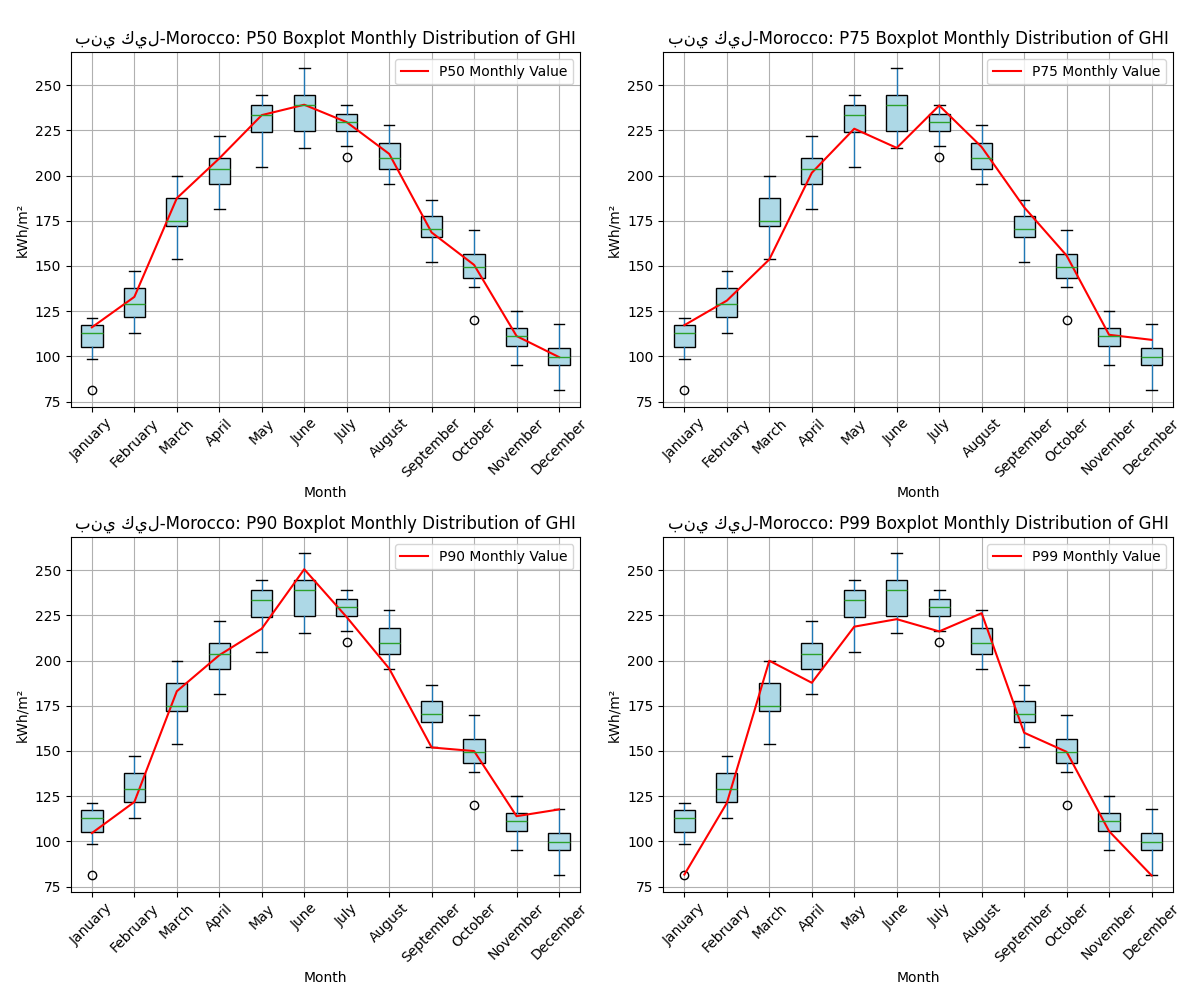 بني كيل-Morocco: P50 Boxplot Monthly Distribution of GHI
P50 Monthly Value
kWh/m²
250
225
200
175
150
125
100
75
January February March April May June July August September October November December
Month
بني كيل-Morocco: P75 Boxplot Monthly Distribution of GHI
P75 Monthly Value
kWh/m²
250
225
200
175
150
125
100
75
January February March April May June July August September October November December
Month
بني كيل-Morocco: P90 Boxplot Monthly Distribution of GHI
P90 Monthly Value
kWh/m²
250
225
200
175
150
125
100
75
January February March April May June July August September October November December
Month
بني كيل-Morocco: P99 Boxplot Monthly Distribution of GHI
P99 Monthly Value
kWh/m²
250
225
200
175
150
125
100
75
January February March April May June July August September October November December
Month